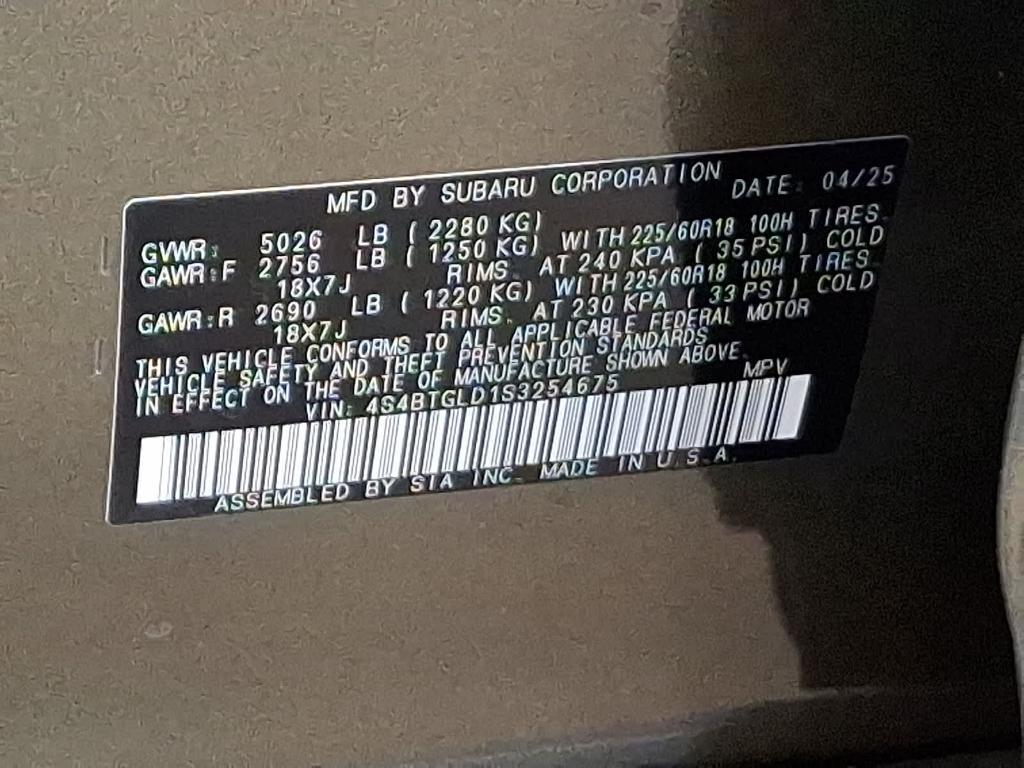 MFD BY SUBARU CORPORATION DATE: 04/25
GVWR: 5026 LB ( 2280 KG)
GAWR:F 2756 LB ( 1250 KG) WITH 225/60R18 100H TIRES.
18X7J RIMS. AT 240 KPA ( 35 PSI) COLD
GAWR:R 2690 LB ( 1220 KG) WITH 225/60R18 100H TIRES.
18X7J RIMS. AT 230 KPA ( 33 PSI) COLD
THIS VEHICLE CONFORMS TO ALL APPLICABLE FEDERAL MOTOR
VEHICLE SAFETY AND THEFT PREVENTION STANDARDS
IN EFFECT ON THE DATE OF MANUFACTURE SHOWN ABOVE.
VIN: 4S4BTGLD1S3254675 MPV
ASSEMBLED BY SIA INC. MADE IN U.S.A.